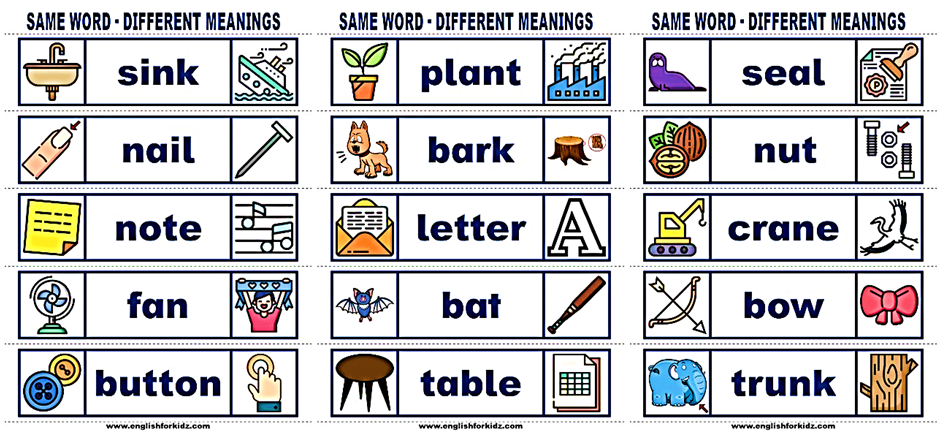 SAME WORD - DIFFERENT MEANINGS
sink
nail
note
fan
button
www.englishforkidz.com
SAME WORD - DIFFERENT MEANINGS
plant
bark
letter
A
bat
table
www.englishforkidz.com
SAME WORD - DIFFERENT MEANINGS
seal
P
nut
crane
bow
trunk
www.englishforkidz.com